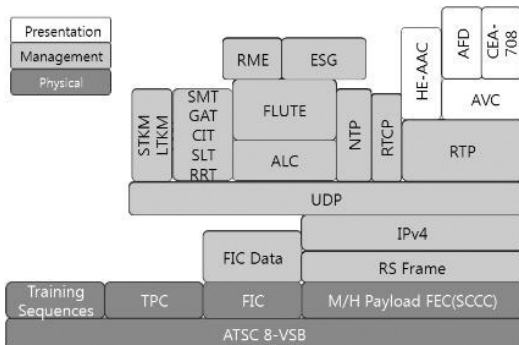 Presentation
Management
Physical
RME
ESG
HE-AAC
AFD
CEA-
708
AVC
STKM
LTKM
SMT
GAT
CIT
SLT
RRT
FLUTE
ALC
NTP
RTCP
RTP
UDP
IPv4
FIC Data
RS Frame
Training
Sequences
TPC
FIC
M/H Payload FEC(SCCC)
ATSC 8-VSB